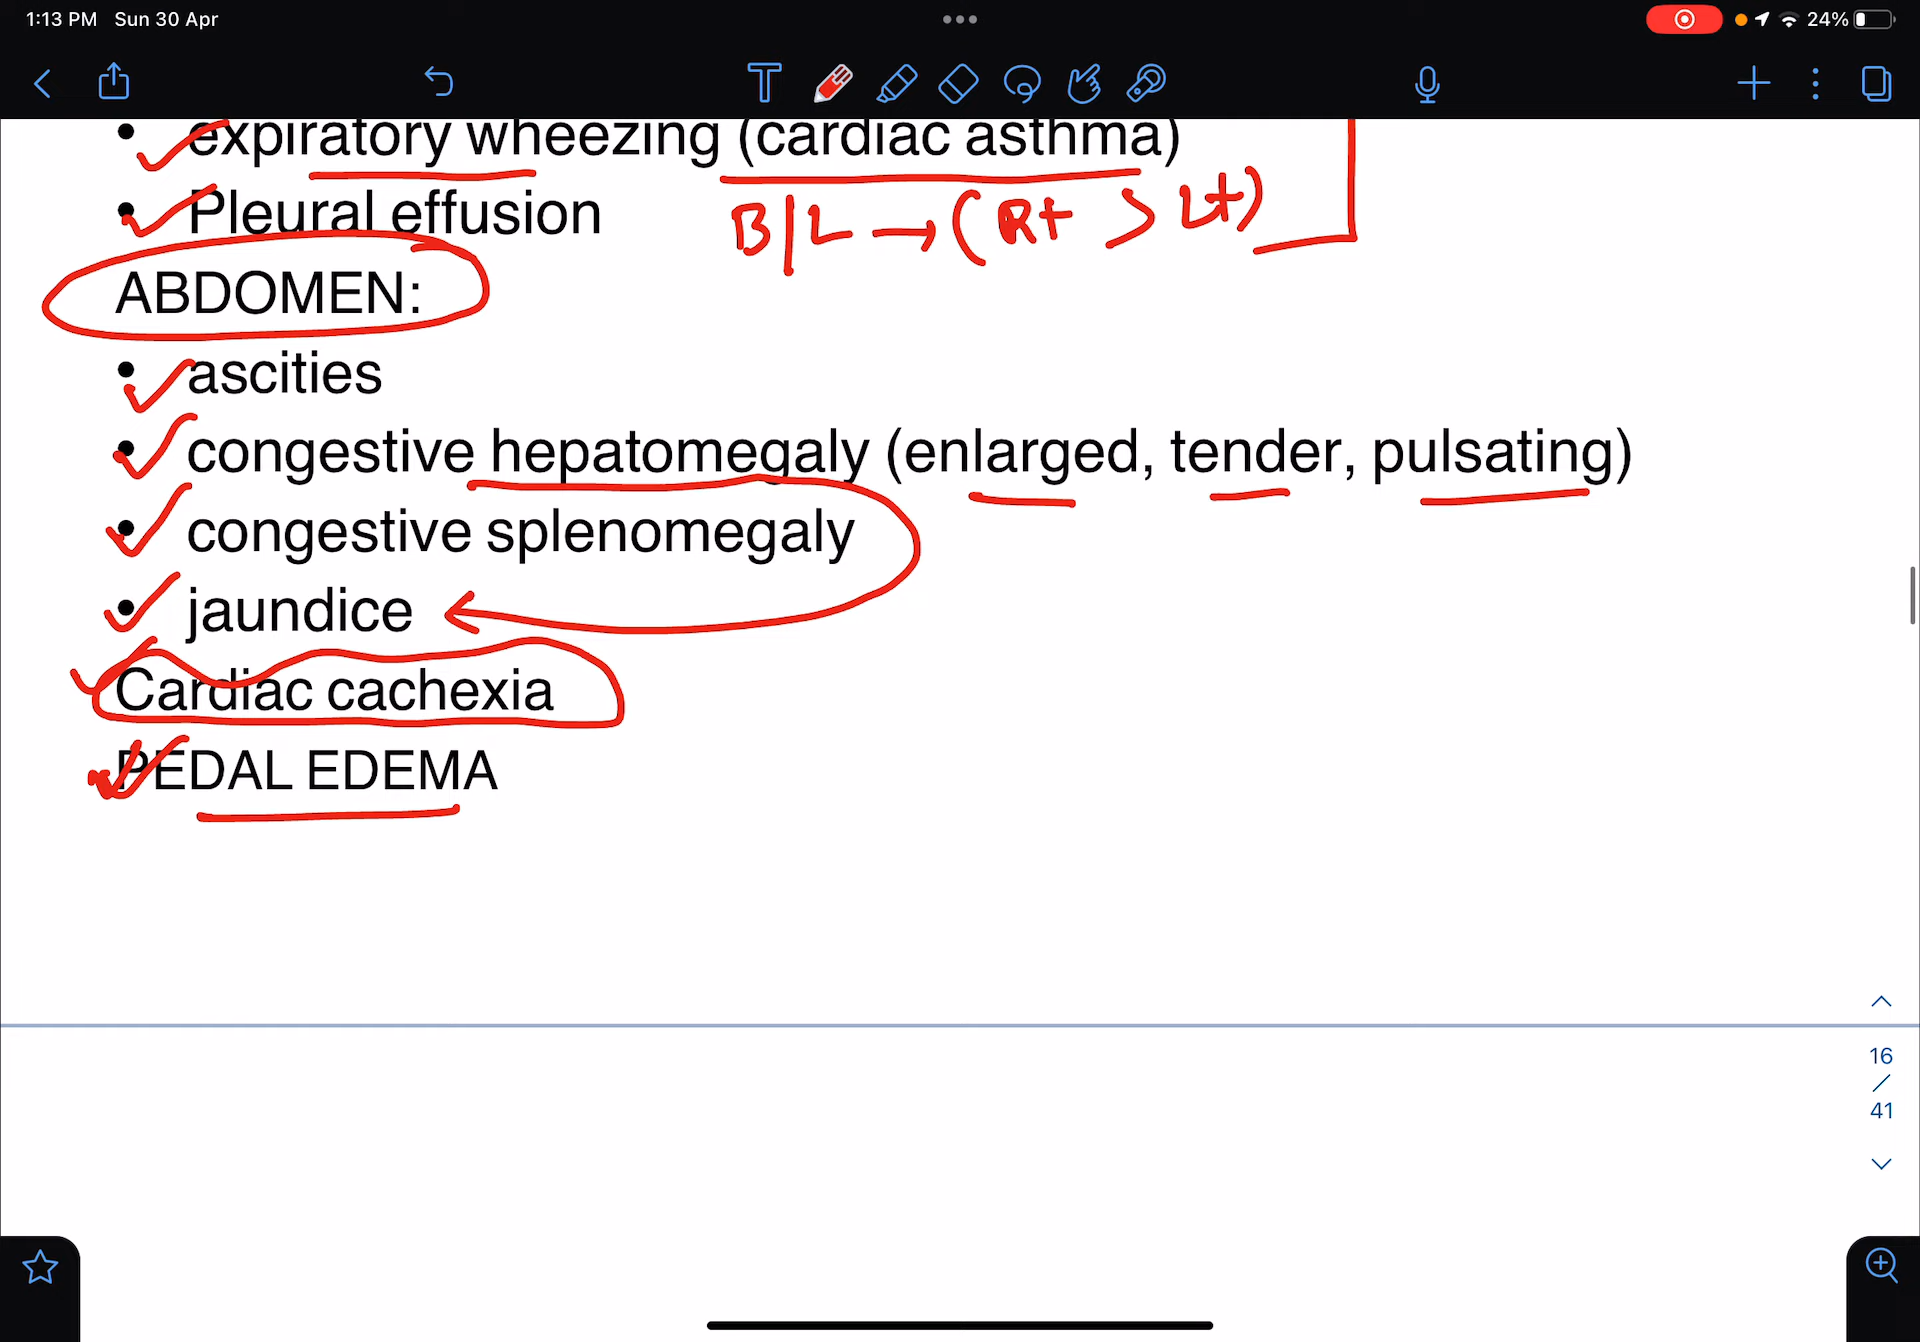 1:13 PM Sun 30 Apr
24%
• expiratory wheezing (cardiac asthma)
• Pleural effusion
B/L → (Rt > Lt)
ABDOMEN:
• ascities
• congestive hepatomegaly (enlarged, tender, pulsating)
• congestive splenomegaly
• jaundice
Cardiac cachexia
PEDAL EDEMA
16
/
41